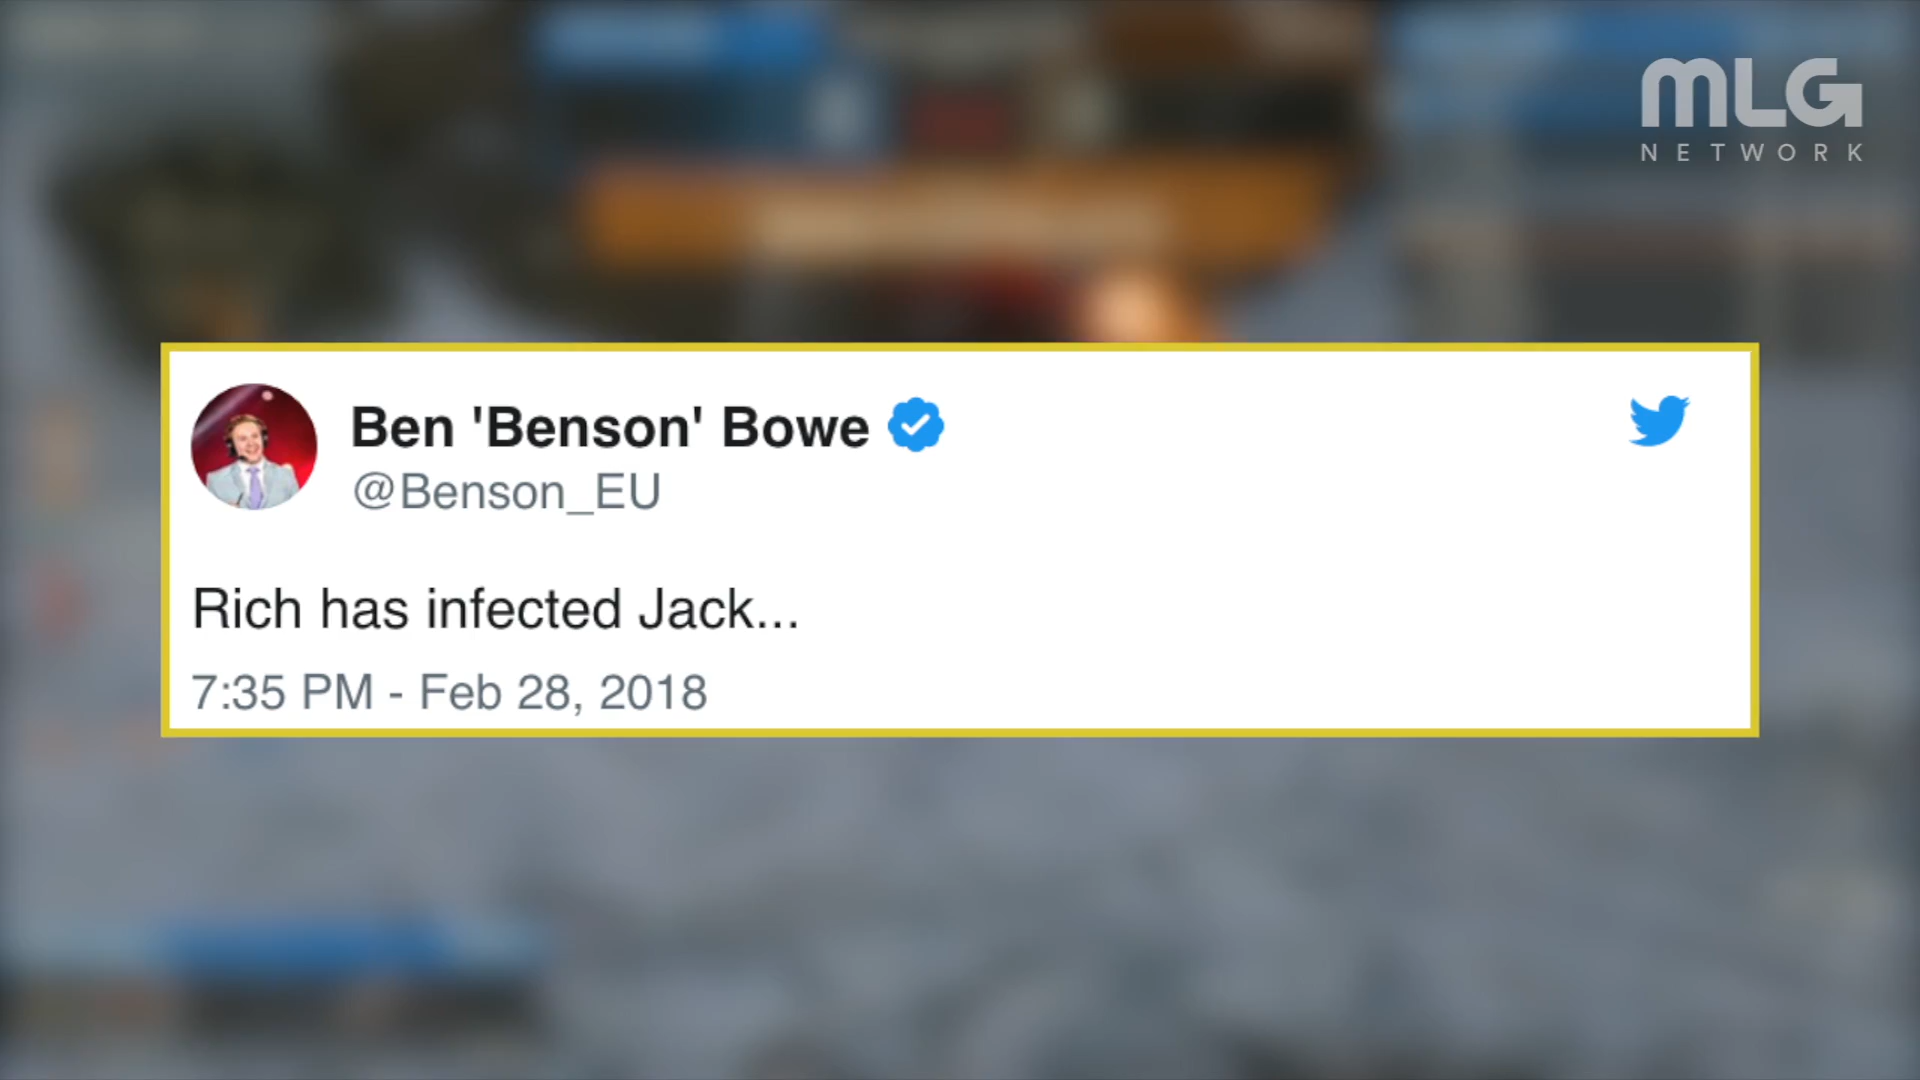 MLG
NETWORK
Ben 'Benson' Bowe
@Benson_EU
Rich has infected Jack...
7:35 PM - Feb 28, 2018